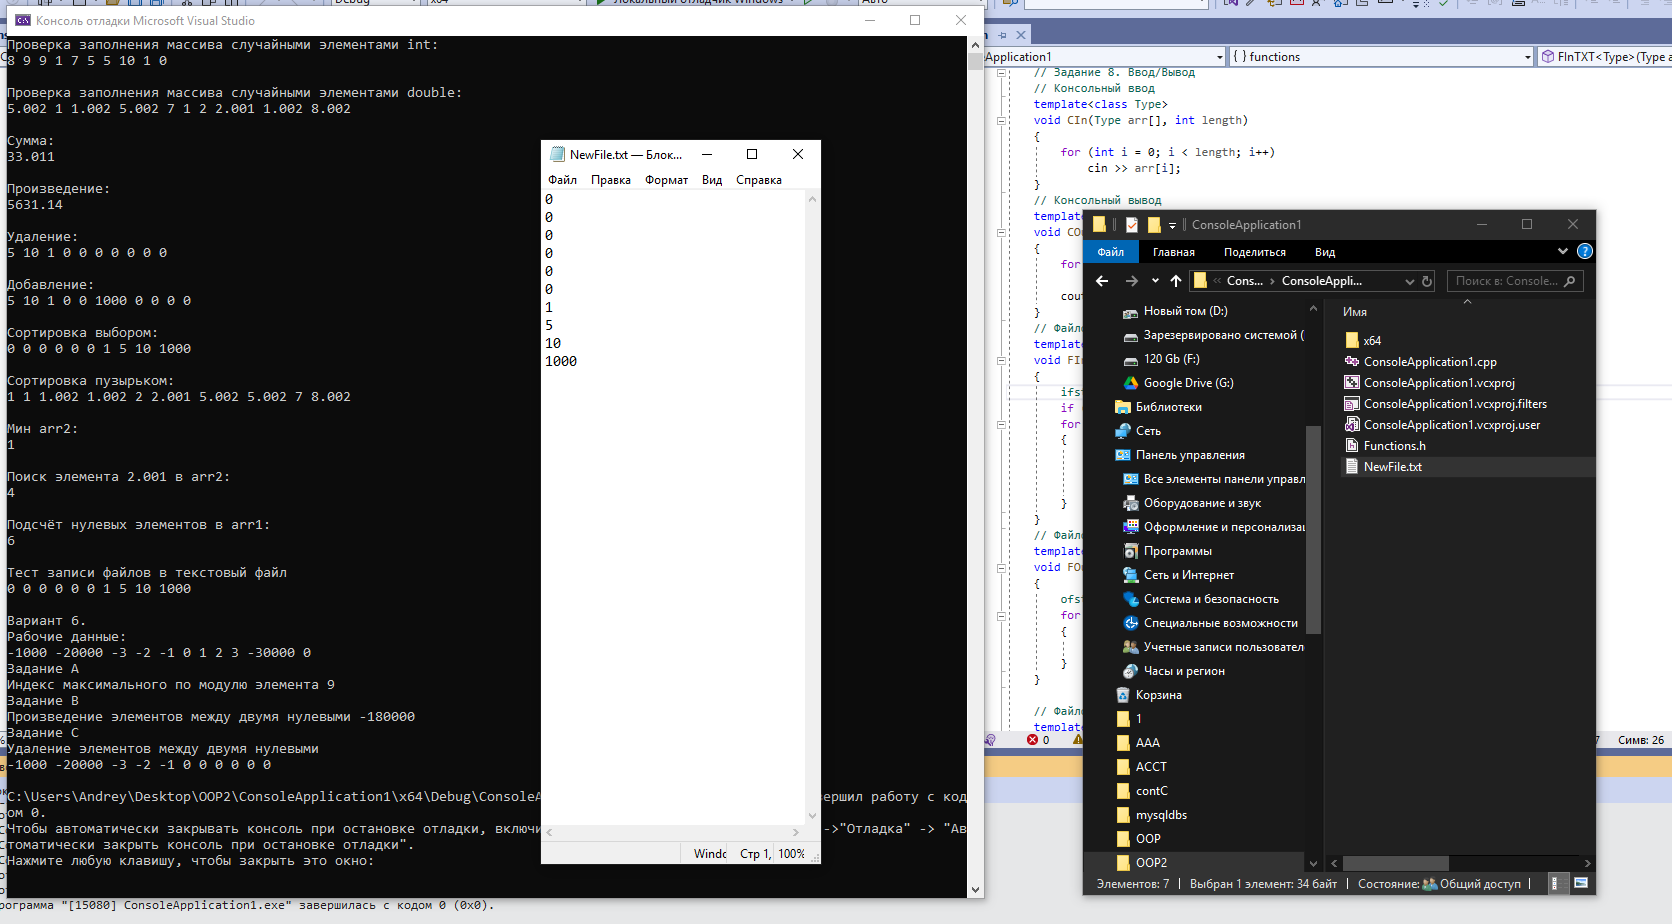 Консоль отладки Microsoft Visual Studio
Проверка заполнения массива случайными элементами int:
8 9 9 1 7 5 5 10 1 0
Проверка заполнения массива случайными элементами double:
5.002 1 1.002 5.002 7 1 2 2.001 1.002 8.002
Сумма:
33.011
Произведение:
5631.14
Удаление:
5 10 1 0 0 0 0 0 0 0
Добавление:
5 10 1 0 0 1000 0 0 0 0
Сортировка выбором:
0 0 0 0 0 0 1 5 10 1000
Сортировка пузырьком:
1 1 1.002 1.002 2 2.001 5.002 5.002 7 8.002
Мин arr2:
1
Поиск элемента 2.001 в arr2:
4
Подсчёт нулевых элементов в arr1:
6
Тест записи файлов в текстовый файл
0 0 0 0 0 0 1 5 10 1000
Вариант 6.
Рабочие данные:
-1000 -20000 -3 -2 -1 0 1 2 3 -30000 0
Задание A
Индекс максимального по модулю элемента 9
Задание B
Произведение элементов между двумя нулевыми -180000
Задание C
Удаление элементов между двумя нулевыми
-1000 -20000 -3 -2 -1 0 0 0 0 0 0
C:\Users\Andrey\Desktop\OOP2\ConsoleApplication1\x64\Debug\ConsoleA
ершил работу с код
ом 0.
Чтобы автоматически закрывать консоль при остановке отладки, включи
->"Отладка" -> "Ав
томатически закрыть консоль при остановке отладки".
Нажмите любую клавишу, чтобы закрыть это окно:
рограмма "[15080] ConsoleApplication1.exe" завершилась с кодом 0 (0x0).
NewFile.txt — Блок...
Файл Правка Формат Вид Справка
0
0
0
0
0
0
1
5
10
1000
Windc Стр 1, 100%
Application1
{ } functions
FInTXT<Type>(Type a
// Задание 8. Ввод/Вывод
// Консольный ввод
template<class Type>
void CIn(Type arr[], int length)
{
for (int i = 0; i < length; i++)
cin >> arr[i];
}
// Консольный вывод
templat
void COu
{
for
cout
}
// Файло
templat
void FIn
{
ifst
if
for
{
}
}
// Файло
templat
void FOu
{
ofst
for
{
}
}
// Файло
templat
0
Симв: 26
ConsoleApplication1
Файл Главная Поделиться Вид
Cons... › ConsoleAppli...
Поиск в: Console...
Новый том (D:)
Зарезервировано системой (
120 Gb (F:)
Google Drive (G:)
Библиотеки
Сеть
Панель управления
Все элементы панели управл
Оборудование и звук
Оформление и персонализац
Программы
Сеть и Интернет
Система и безопасность
Специальные возможности
Учетные записи пользовател
Часы и регион
Корзина
1
AAA
ACCT
contC
mysqldbs
OOP
OOP2
Имя
x64
ConsoleApplication1.cpp
ConsoleApplication1.vcxproj
ConsoleApplication1.vcxproj.filters
ConsoleApplication1.vcxproj.user
Functions.h
NewFile.txt
Элементов: 7 Выбран 1 элемент: 34 байт Состояние: Общий доступ